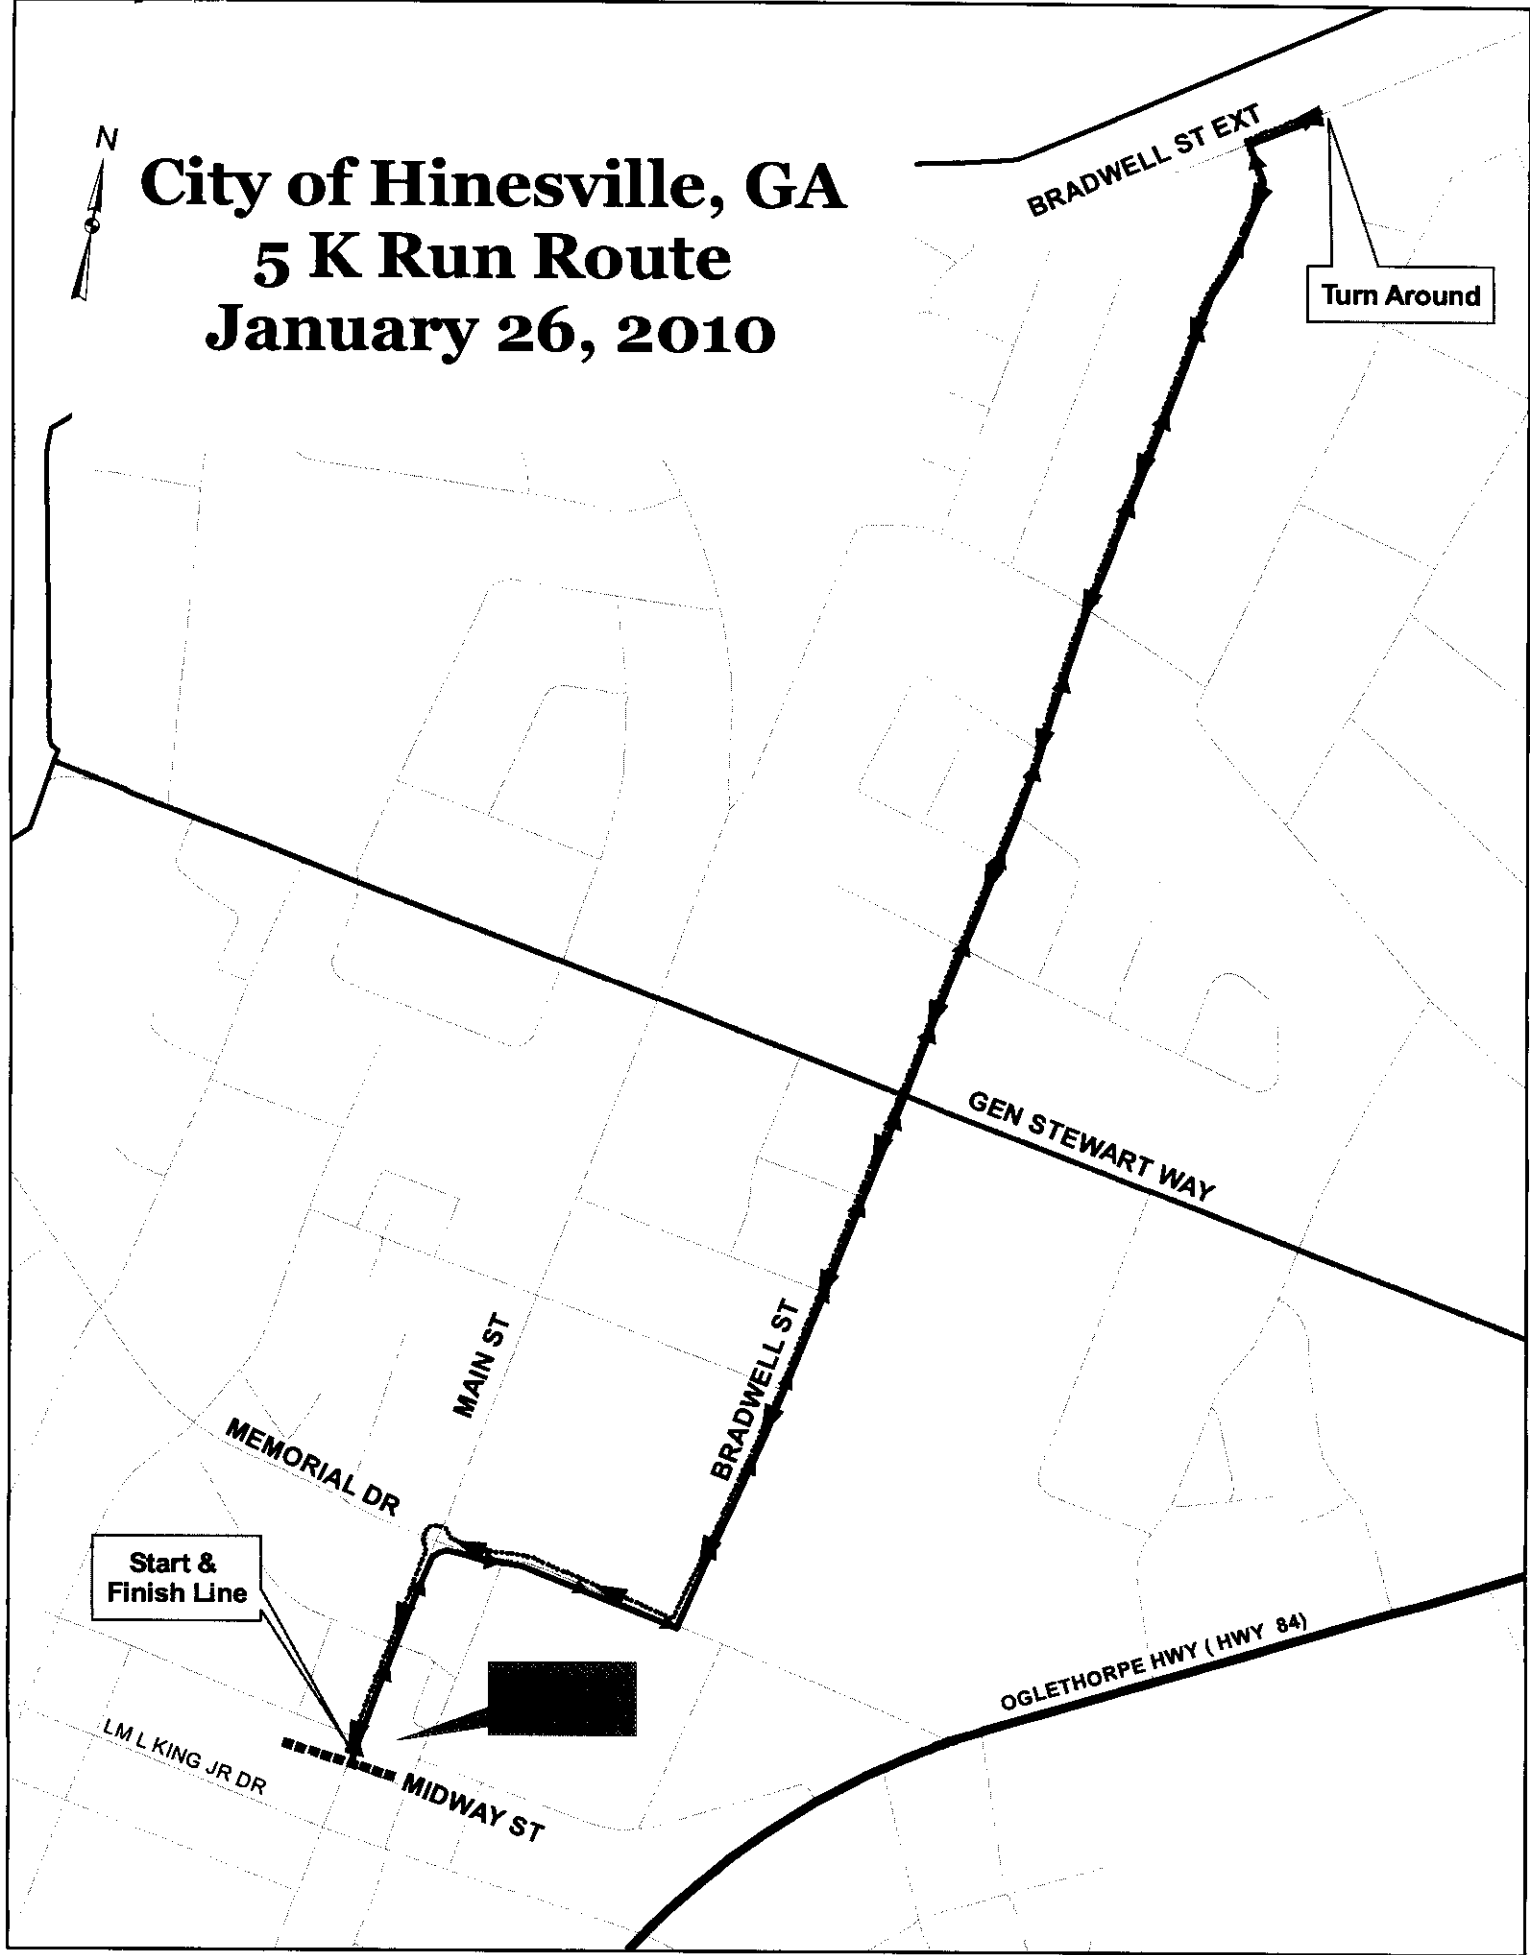 N
City of Hinesville, GA
5 K Run Route
January 26, 2010
BRADWELL ST EXT
Turn Around
GEN STEWART WAY
MAIN ST
BRADWELL ST
MEMORIAL DR
Start &
Finish Line
OGLETHORPE HWY ( HWY 84)
LM L KING JR DR
MIDWAY ST